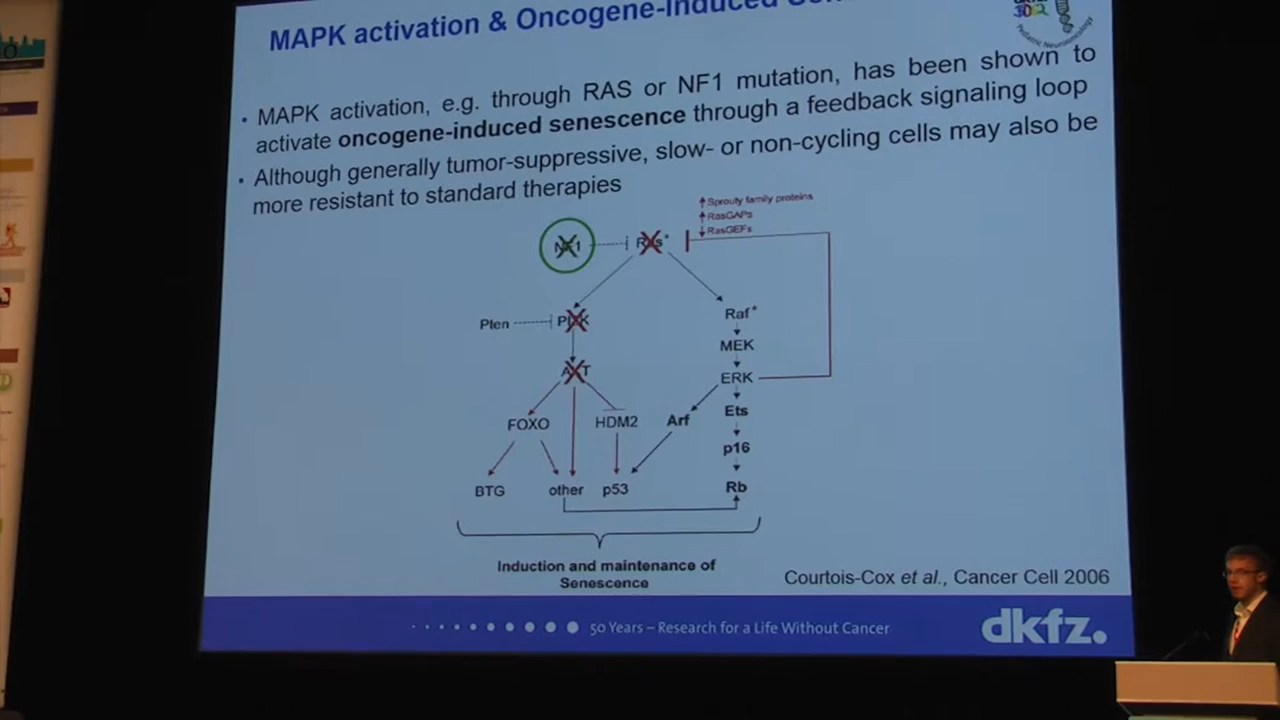 MAPK activation & Oncogene-Induced
• MAPK activation, e.g. through RAS or NF1 mutation, has been shown to
activate oncogene-induced senescence through a feedback signaling loop
• Although generally tumor-suppressive, slow- or non-cycling cells may also be
more resistant to standard therapies
Sprouty family proteins
RasGAPs
RasGEFs
NF1
Pten
Raf*
MEK
ERK
FOXO
HDM2
Arf
Ets
p16
BTG
other
p53
Rb
Induction and maintenance of
Senescence
Courtois-Cox et al., Cancer Cell 2006
50 Years – Research for a Life Without Cancer
dkfz.